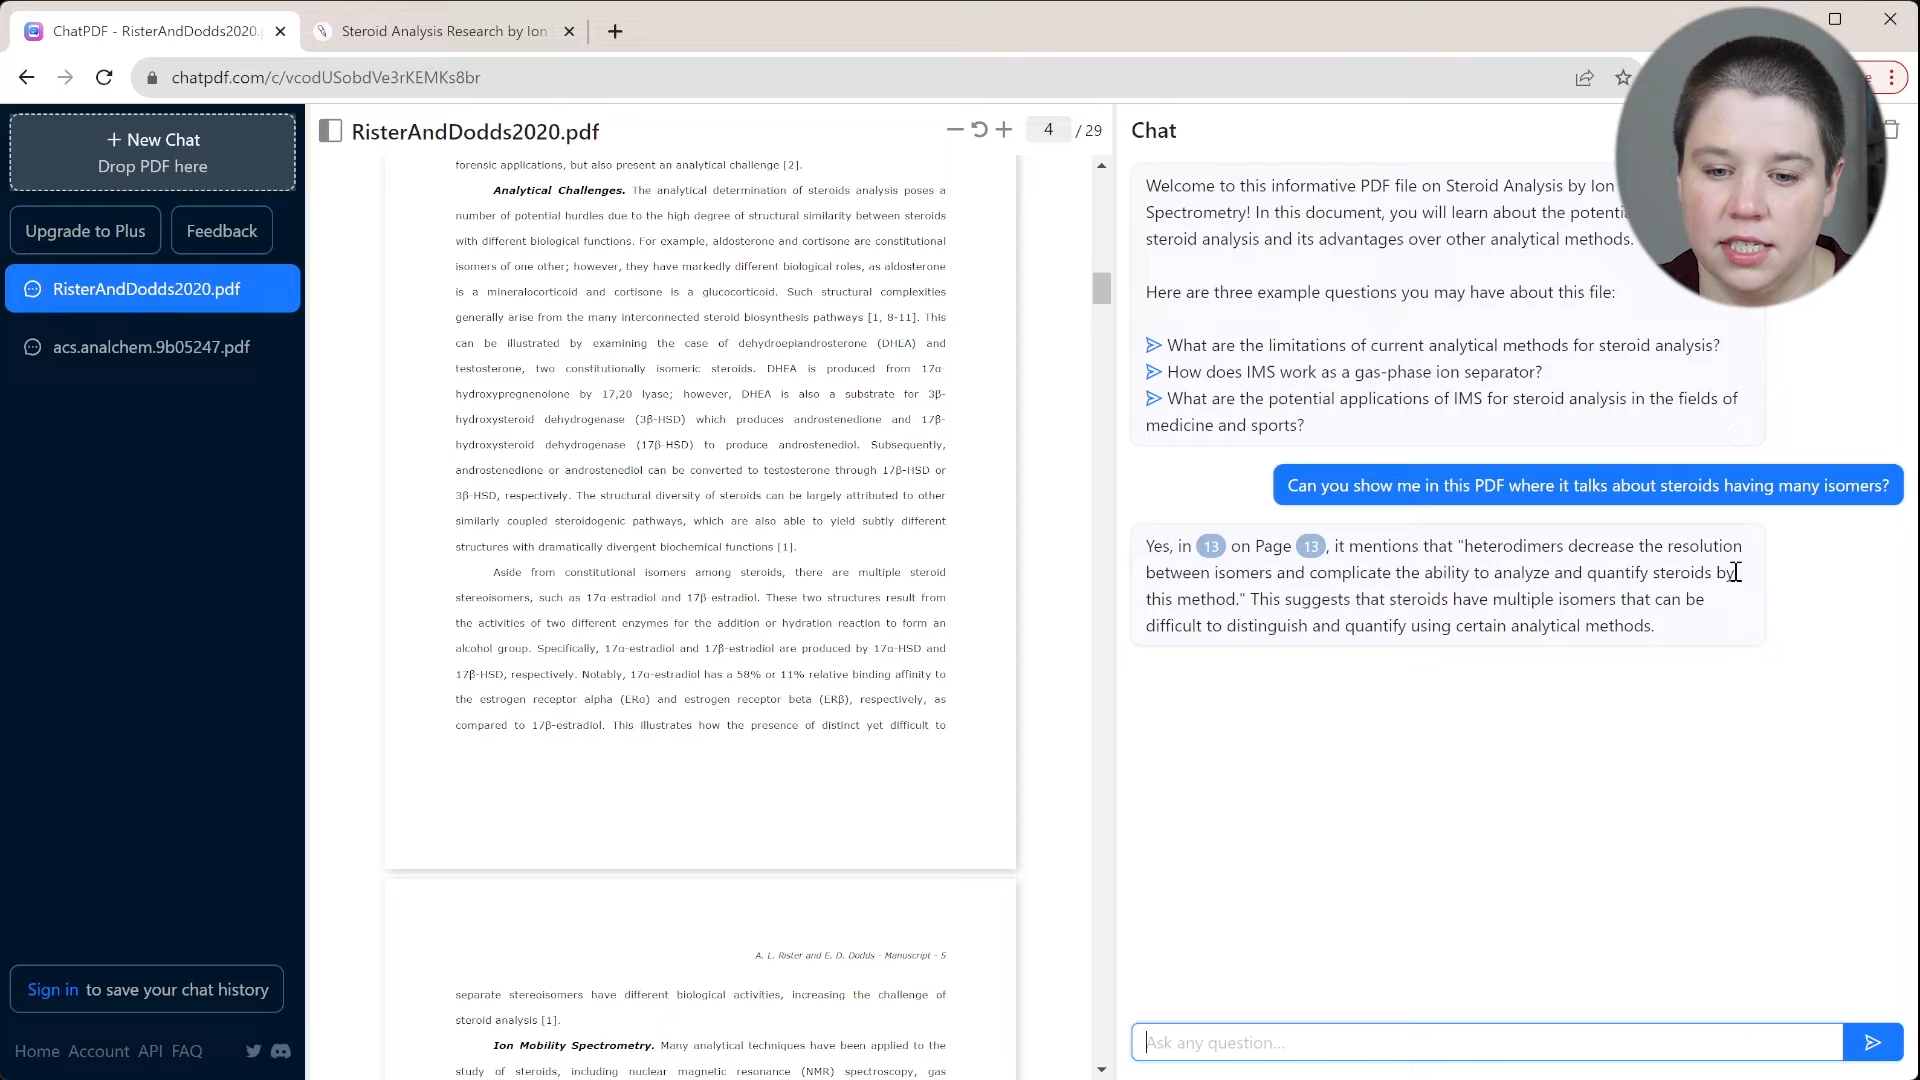 ChatPDF - RisterAndDodds2020.
Steroid Analysis Research by Ion
chatpdf.com/c/vcodUSobdVe3rKEMKs8br
+ New Chat
Drop PDF here
Upgrade to Plus
Feedback
RisterAndDodds2020.pdf
acs.analchem.9b05247.pdf
Sign in to save your chat history
Home Account API FAQ
RisterAndDodds2020.pdf
4 / 29
forensic applications, but also present an analytical challenge [2].
Analytical Challenges. The analytical determination of steroids analysis poses a
number of potential hurdles due to the high degree of structural similarity between steroids
with different biological functions. For example, aldosterone and cortisone are constitutional
isomers of one other; however, they have markedly different biological roles, as aldosterone
is a mineralocorticoid and cortisone is a glucocorticoid. Such structural complexities
generally arise from the many interconnected steroid biosynthesis pathways [1, 8-11]. This
can be illustrated by examining the case of dehydroepiandrosterone (DHEA) and
testosterone, two constitutionally isomeric steroids. DHEA is produced from 17α-
hydroxypregnenolone by 17,20 lyase; however, DHEA is also a substrate for 3β-
hydroxysteroid dehydrogenase (3β-HSD) which produces androstenedione and 17β-
hydroxysteroid dehydrogenase (17β-HSD) to produce androstenediol. Subsequently,
androstenedione or androstenediol can be converted to testosterone through 17β-HSD or
3β-HSD, respectively. The structural diversity of steroids can be largely attributed to other
similarly coupled steroidogenic pathways, which are also able to yield subtly different
structures with dramatically divergent biochemical functions [1].
Aside from constitutional isomers among steroids, there are multiple steroid
stereoisomers, such as 17α-estradiol and 17β-estradiol. These two structures result from
the activities of two different enzymes for the addition or hydration reaction to form an
alcohol group. Specifically, 17α-estradiol and 17β-estradiol are produced by 17α-HSD and
17β-HSD, respectively. Notably, 17α-estradiol has a 58% or 11% relative binding affinity to
the estrogen receptor alpha (ERα) and estrogen receptor beta (ERβ), respectively, as
compared to 17β-estradiol. This illustrates how the presence of distinct yet difficult to
A. L. Rister and E. D. Dodds - Manuscript - 5
separate stereoisomers have different biological activities, increasing the challenge of
steroid analysis [1].
Ion Mobility Spectrometry. Many analytical techniques have been applied to the
study of steroids, including nuclear magnetic resonance (NMR) spectroscopy, gas
Chat
Welcome to this informative PDF file on Steroid Analysis by Ion
Spectrometry! In this document, you will learn about the potenti
steroid analysis and its advantages over other analytical methods.
Here are three example questions you may have about this file:
What are the limitations of current analytical methods for steroid analysis?
How does IMS work as a gas-phase ion separator?
What are the potential applications of IMS for steroid analysis in the fields of
medicine and sports?
Can you show me in this PDF where it talks about steroids having many isomers?
Yes, in 13 on Page 13, it mentions that "heterodimers decrease the resolution
between isomers and complicate the ability to analyze and quantify steroids by
this method." This suggests that steroids have multiple isomers that can be
difficult to distinguish and quantify using certain analytical methods.
Ask any question...